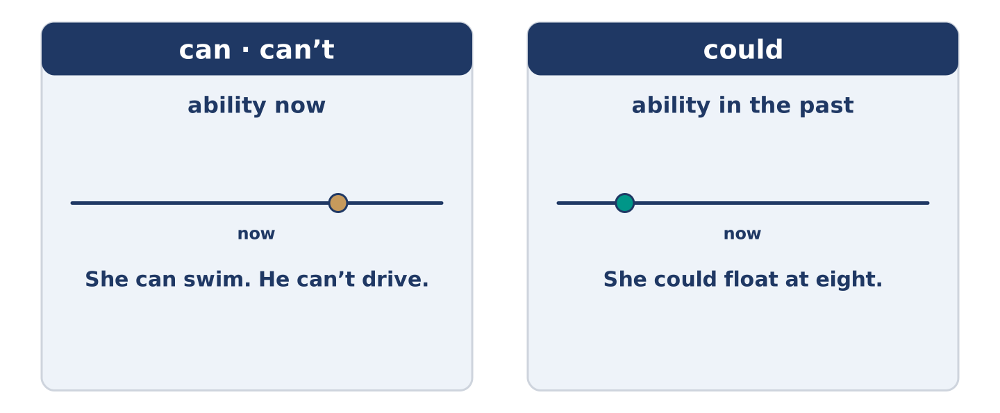 can · can’t
ability now
now
She can swim. He can’t drive.
could
ability in the past
now
She could float at eight.